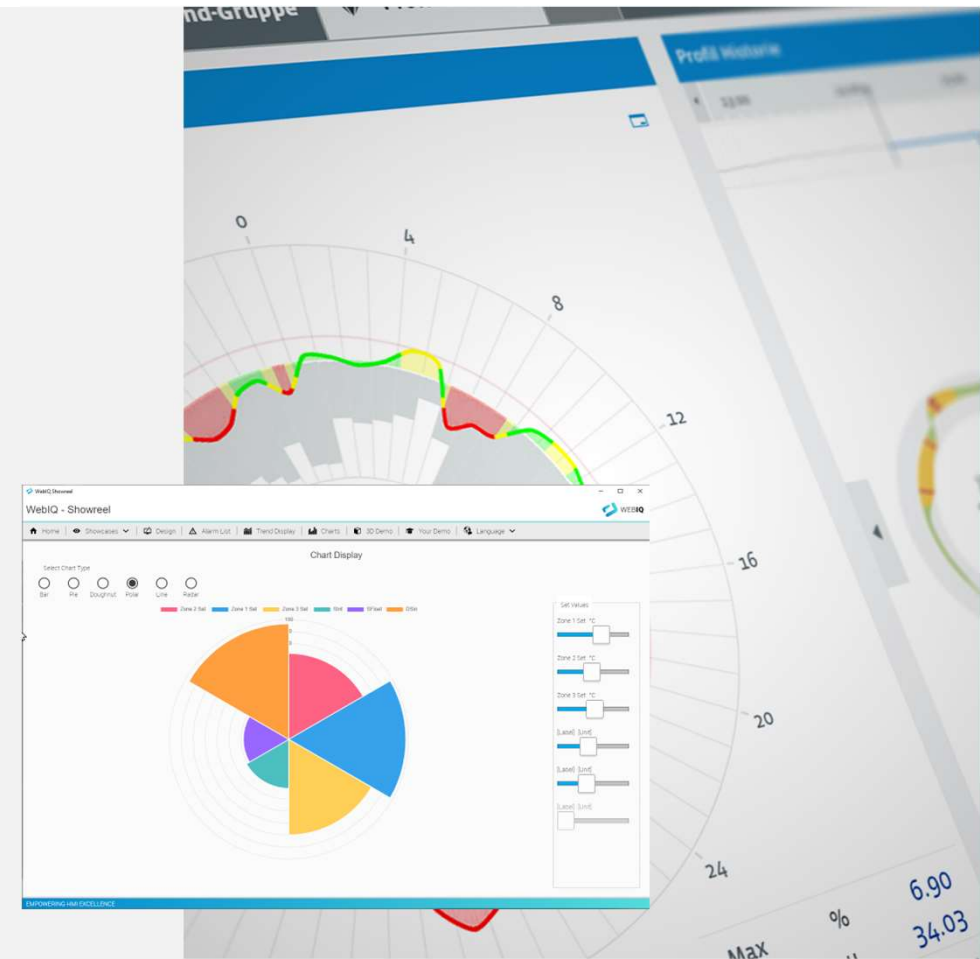 nd-Gruppe
Profil Historie
0
4
8
12
16
20
24
6.90
%
34.03
Max
WebIQ Showreel
WebIQ - Showreel
WEBIQ
Home
Showcases
Design
Alarm List
Trend Display
Charts
3D Demo
Your Demo
Language
Chart Display
Select Chart Type
Bar
Pie
Doughnut
Polar
Line
Radar
Zone 2 Set
Zone 1 Set
Zone 3 Set
100
Set Values
Zone 1 Set °C
Zone 2 Set °C
Zone 3 Set °C
[Label] [Unit]
[Label] [Unit]
[Label] [Unit]
EMPOWERING HMI EXCELLENCE